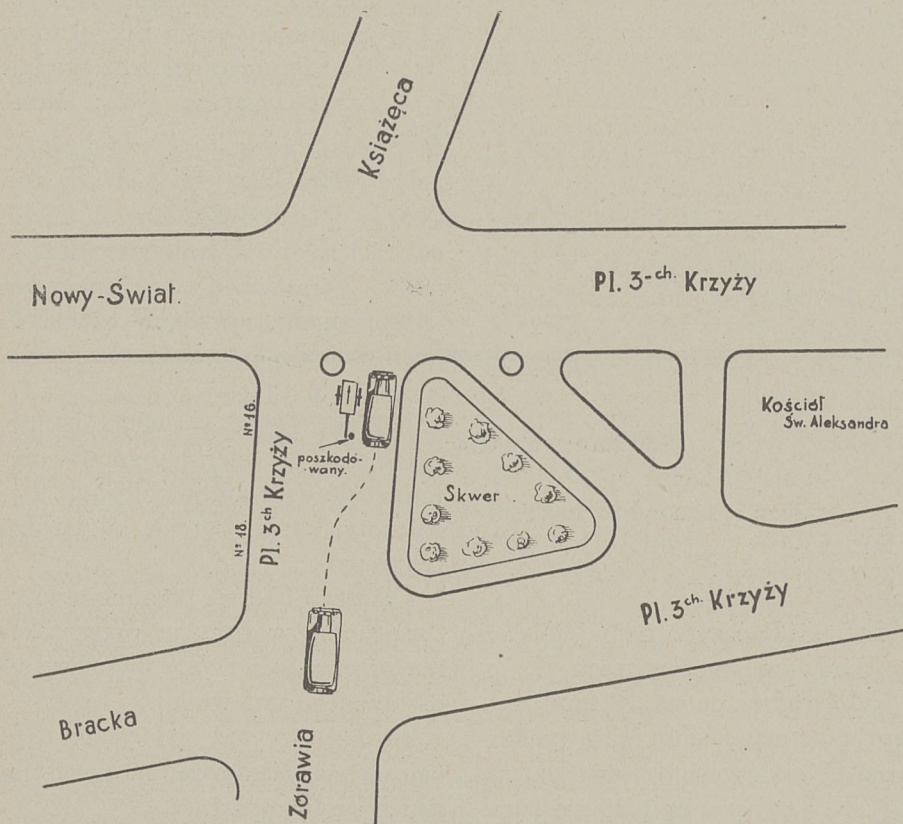 Książęca
Nowy-Świat.
Pl. 3-ch. Krzyży
Kościół
Św. Aleksandra
Nº 16.
poszkodo-
-wany.
Pl. 3ch Krzyży
Skwer
Nº 18.
Pl. 3ch. Krzyży
Bracka
Żórawia